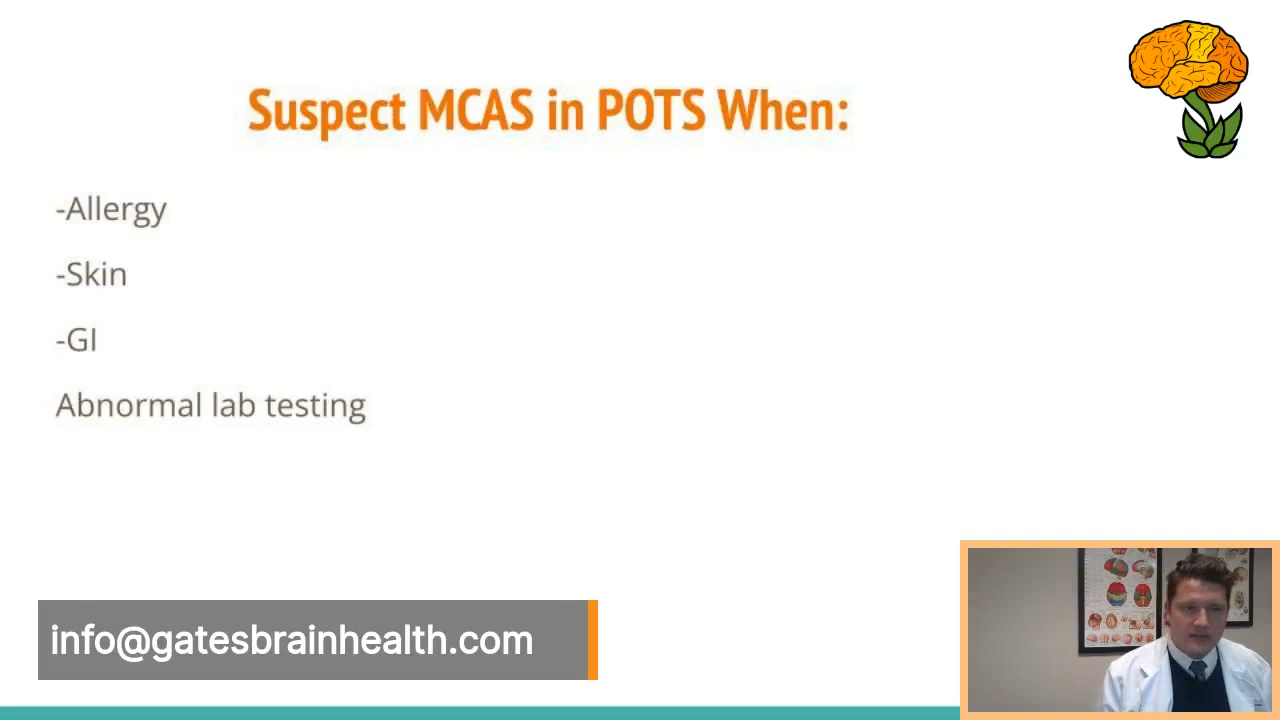 Suspect MCAS in POTS When:
-Allergy
-Skin
-GI
Abnormal lab testing
info@gatesbrainhealth.com